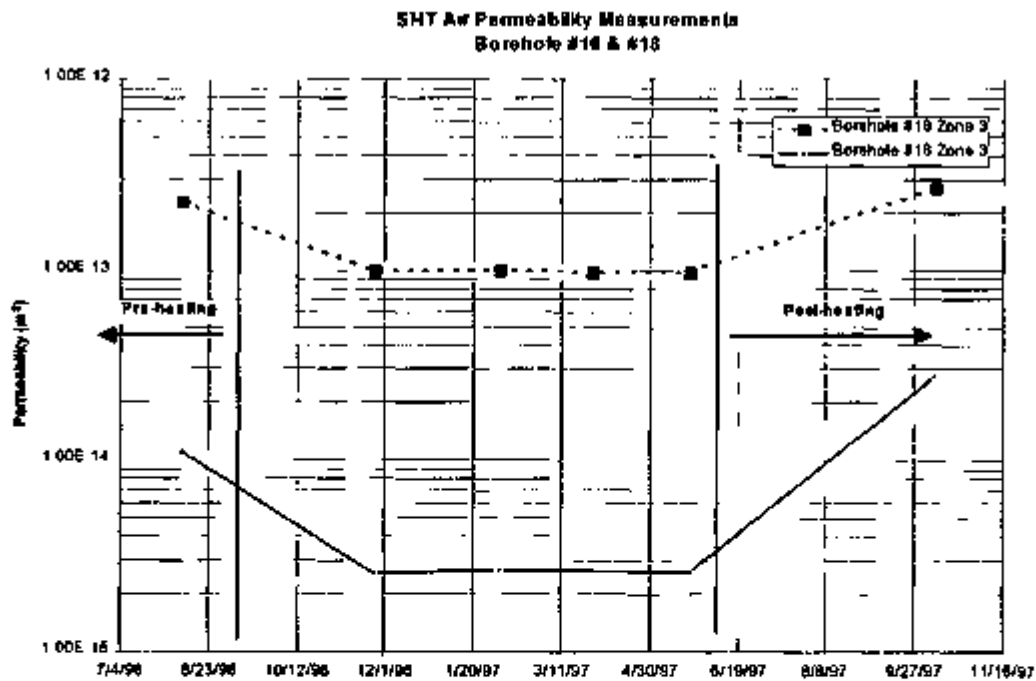 SHT Air Permeability Measurements
Borehole #16 & #18
1.00E-12
Borehole #16 Zone 3
Borehole #18 Zone 3
1.00E-13
Pre-heating
Post-heating
Permeability (m²)
1.00E-14
1.00E-15
7/4/96 8/23/96 10/12/96 12/1/96 1/20/97 3/11/97 4/30/97 6/19/97 8/8/97 9/27/97 11/16/97